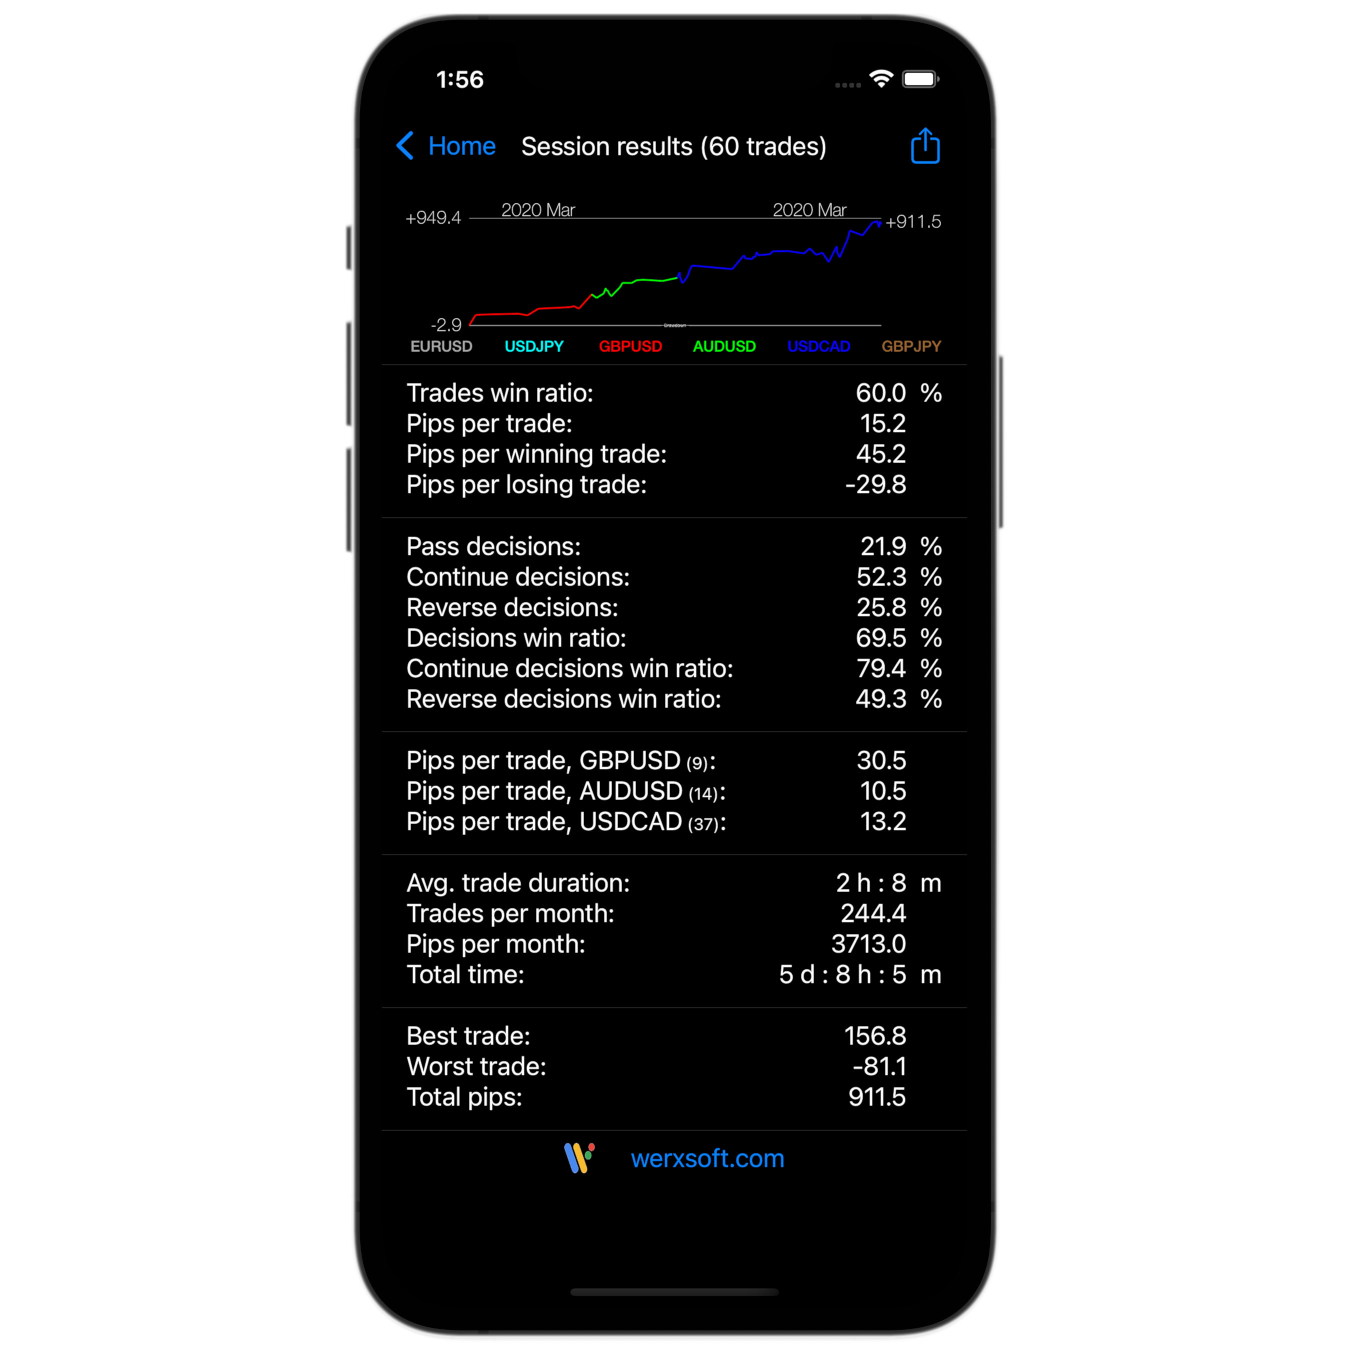 1:56
Home Session results (60 trades)
2020 Mar 2020 Mar
+949.4 +911.5
-2.9 Drawdown
EURUSD USDJPY GBPUSD AUDUSD USDCAD GBPJPY
Trades win ratio: 60.0 %
Pips per trade: 15.2
Pips per winning trade: 45.2
Pips per losing trade: -29.8
Pass decisions: 21.9 %
Continue decisions: 52.3 %
Reverse decisions: 25.8 %
Decisions win ratio: 69.5 %
Continue decisions win ratio: 79.4 %
Reverse decisions win ratio: 49.3 %
Pips per trade, GBPUSD (9): 30.5
Pips per trade, AUDUSD (14): 10.5
Pips per trade, USDCAD (37): 13.2
Avg. trade duration: 2 h : 8 m
Trades per month: 244.4
Pips per month: 3713.0
Total time: 5 d : 8 h : 5 m
Best trade: 156.8
Worst trade: -81.1
Total pips: 911.5
werxsoft.com